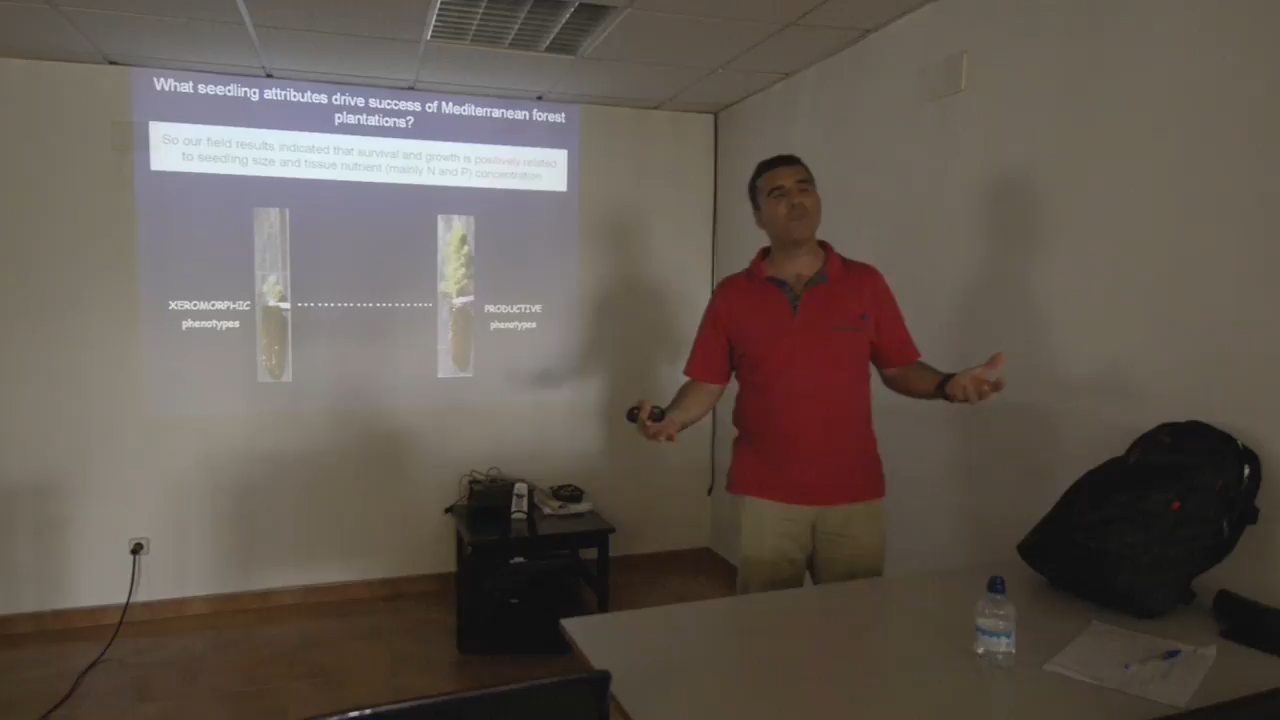 What seedling attributes drive success of Mediterranean forest
plantations?
So our field results indicated that survival and growth is positively related
to seedling size and tissue nutrient (mainly N and P) concentration
XEROMORPHIC
phenotypes
PRODUCTIVE
phenotypes